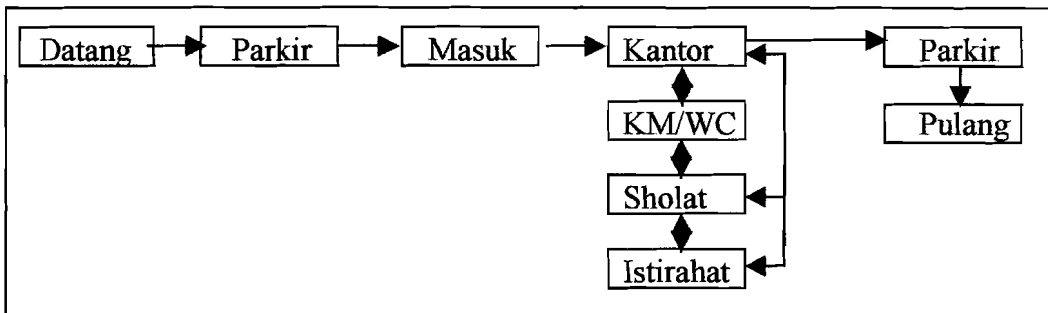 Datang Parkir Masuk Kantor Parkir
KM/WC Pulang
Sholat
Istirahat